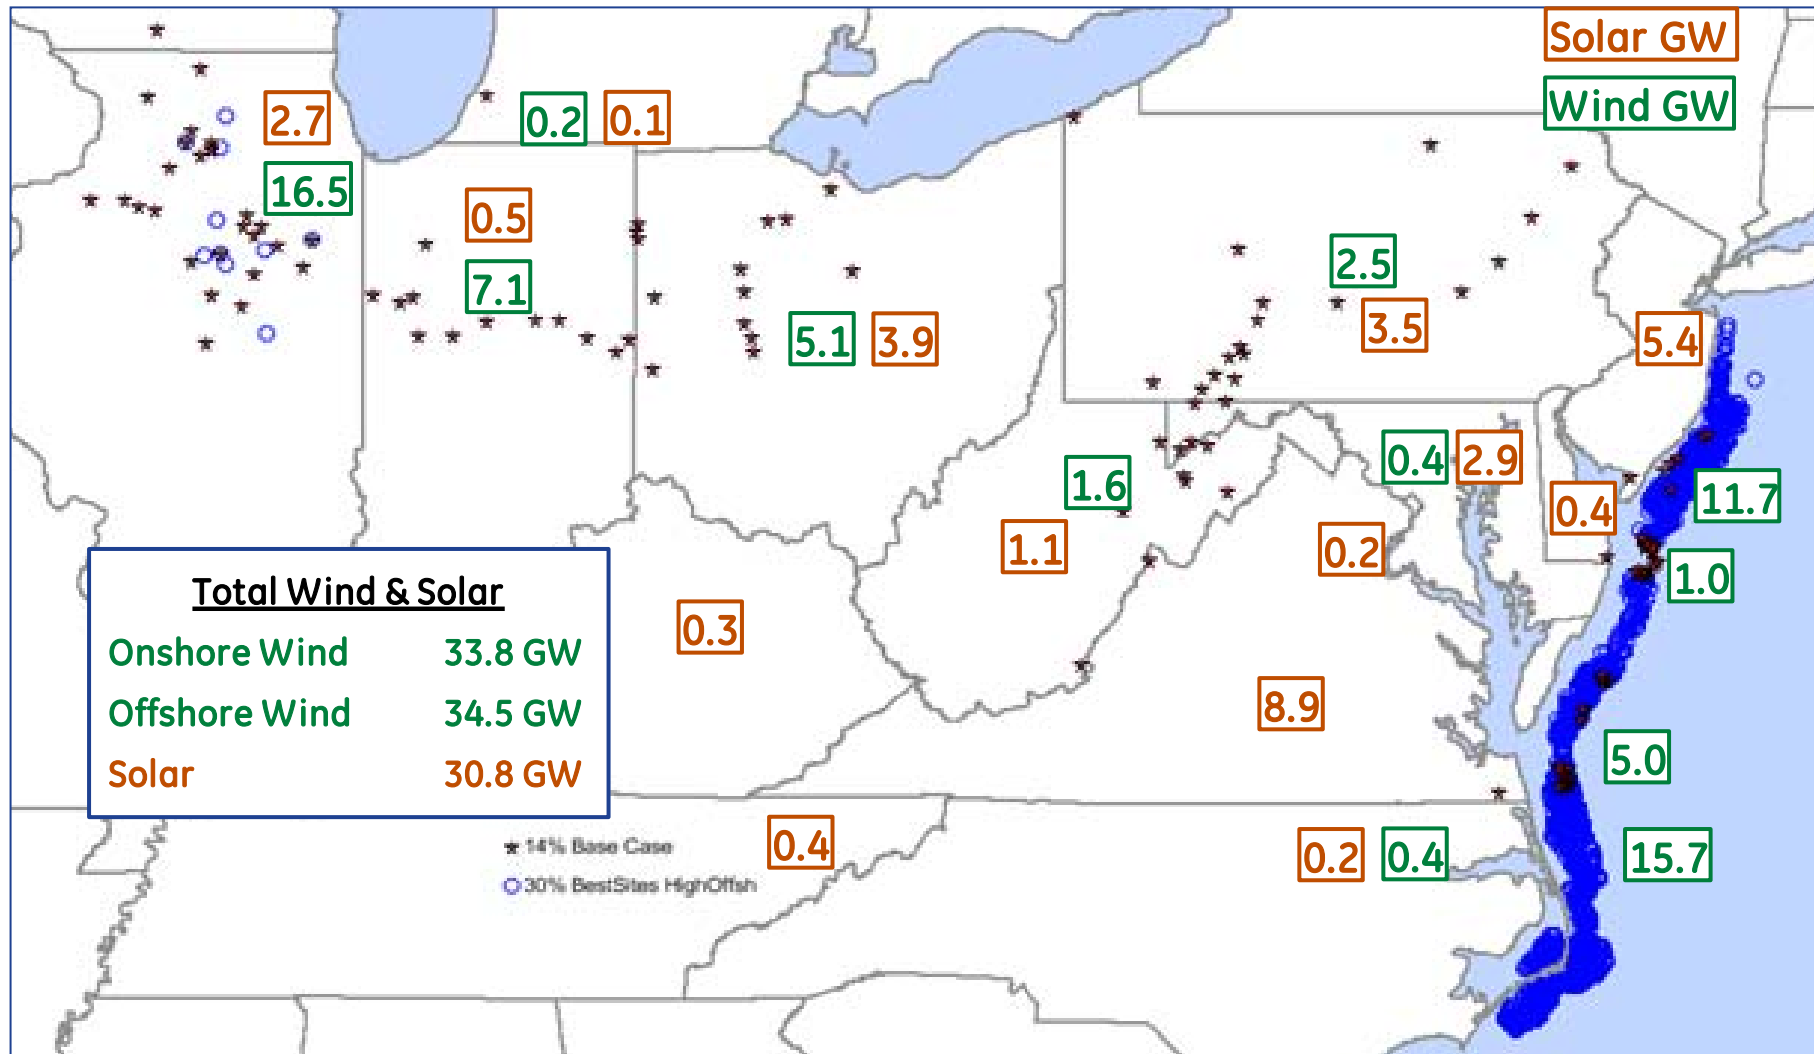 Solar GW
Wind GW
2.7
0.2 0.1
16.5
0.5
7.1
2.5
3.5
5.1 3.9
5.4
0.4 2.9
1.6
11.7
0.4
1.1
0.2
1.0
0.3
8.9
5.0
Total Wind & Solar
Onshore Wind 33.8 GW
Offshore Wind 34.5 GW
Solar 30.8 GW
0.4
0.2 0.4
15.7
14% Base Case
30% BestSites HighOffsh